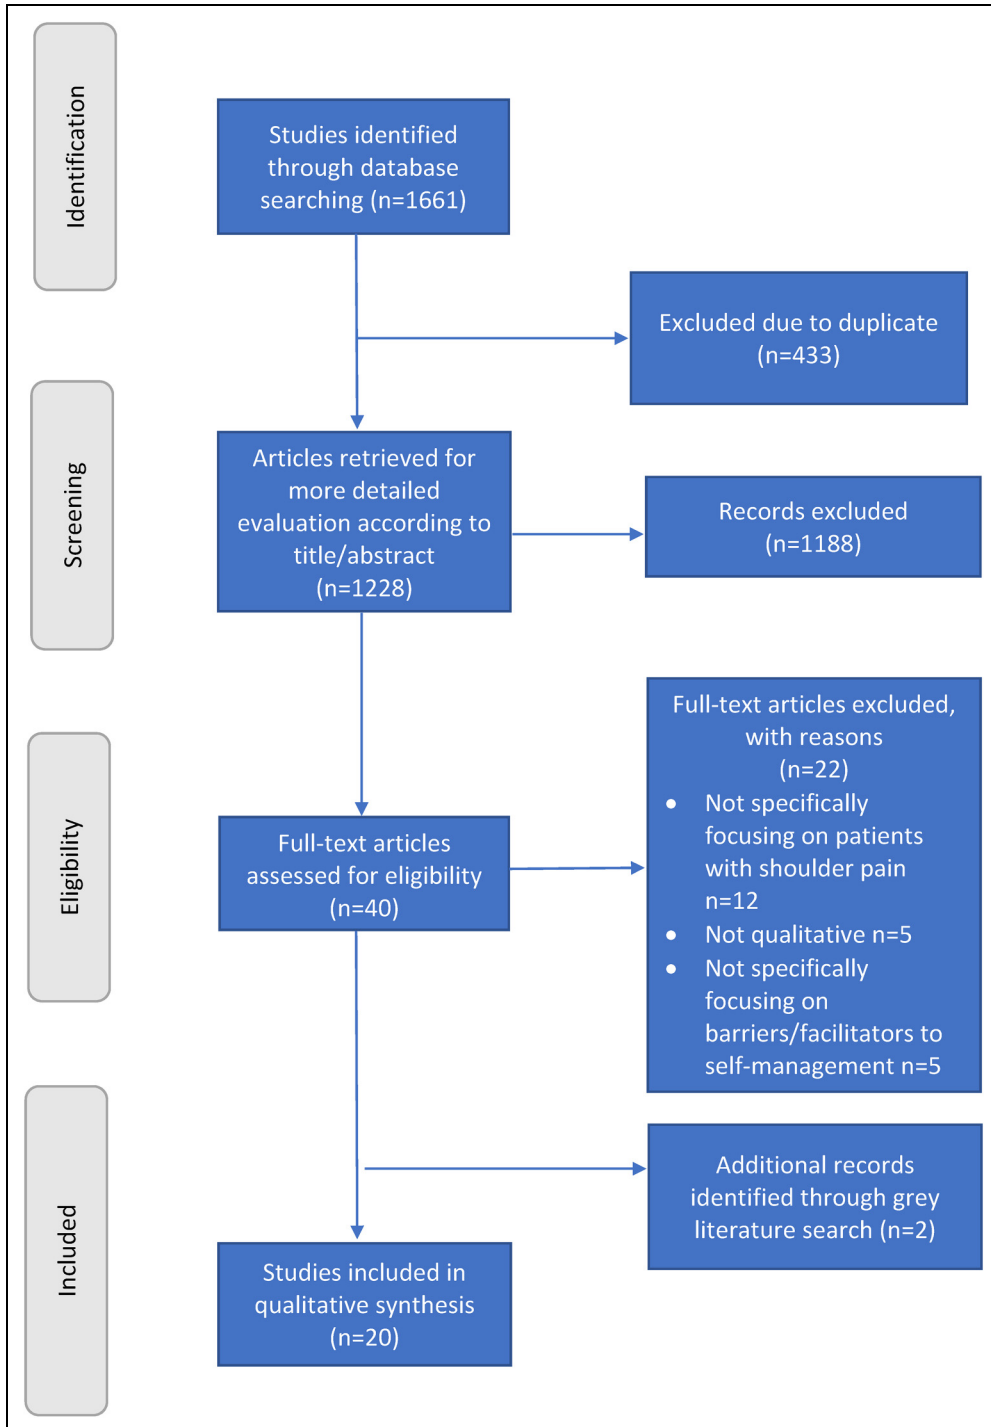 Identification
Studies identified
through database
searching (n=1661)
Excluded due to duplicate
(n=433)
Screening
Articles retrieved for
more detailed
evaluation according to
title/abstract
(n=1228)
Records excluded
(n=1188)
Eligibility
Full-text articles
assessed for eligibility
(n=40)
Full-text articles excluded,
with reasons
(n=22)
• Not specifically
focusing on patients
with shoulder pain
n=12
• Not qualitative n=5
• Not specifically
focusing on
barriers/facilitators to
self-management n=5
Included
Additional records
identified through grey
literature search (n=2)
Studies included in
qualitative synthesis
(n=20)